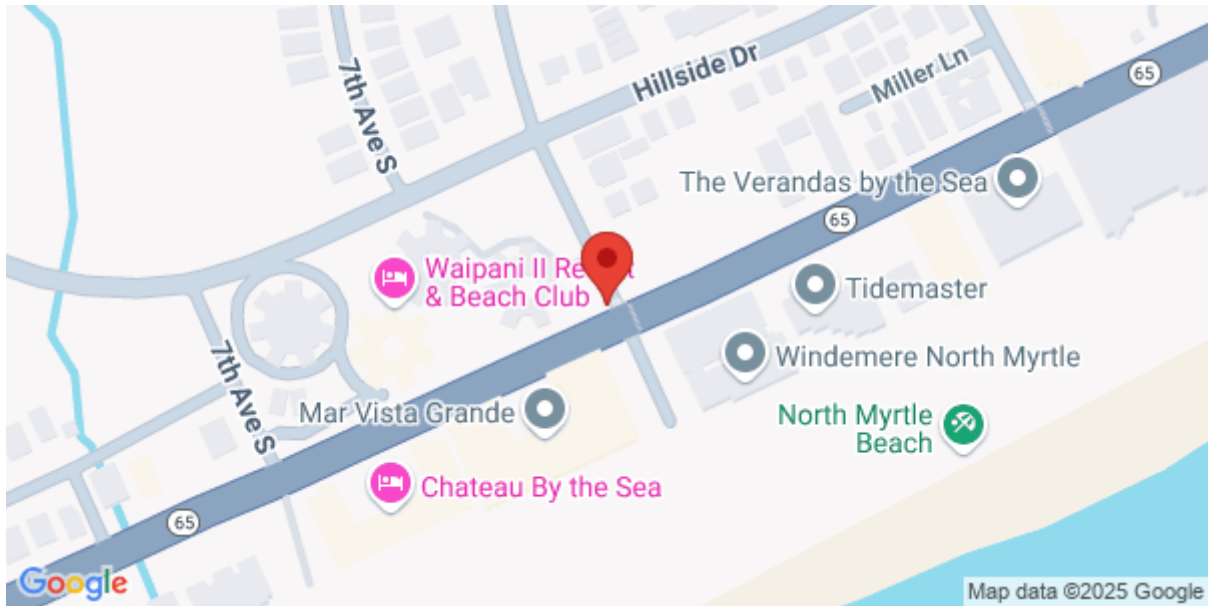 7th Ave S
Hillside Dr
Miller Ln
65
The Verandas by the Sea
65
Waipani II Re t
& Beach Club
Tidemaster
7th Ave S
Windemere North Myrtle
Mar Vista Grande
North Myrtle
Beach
Chateau By the Sea
65
Google
Map data ©2025 Google